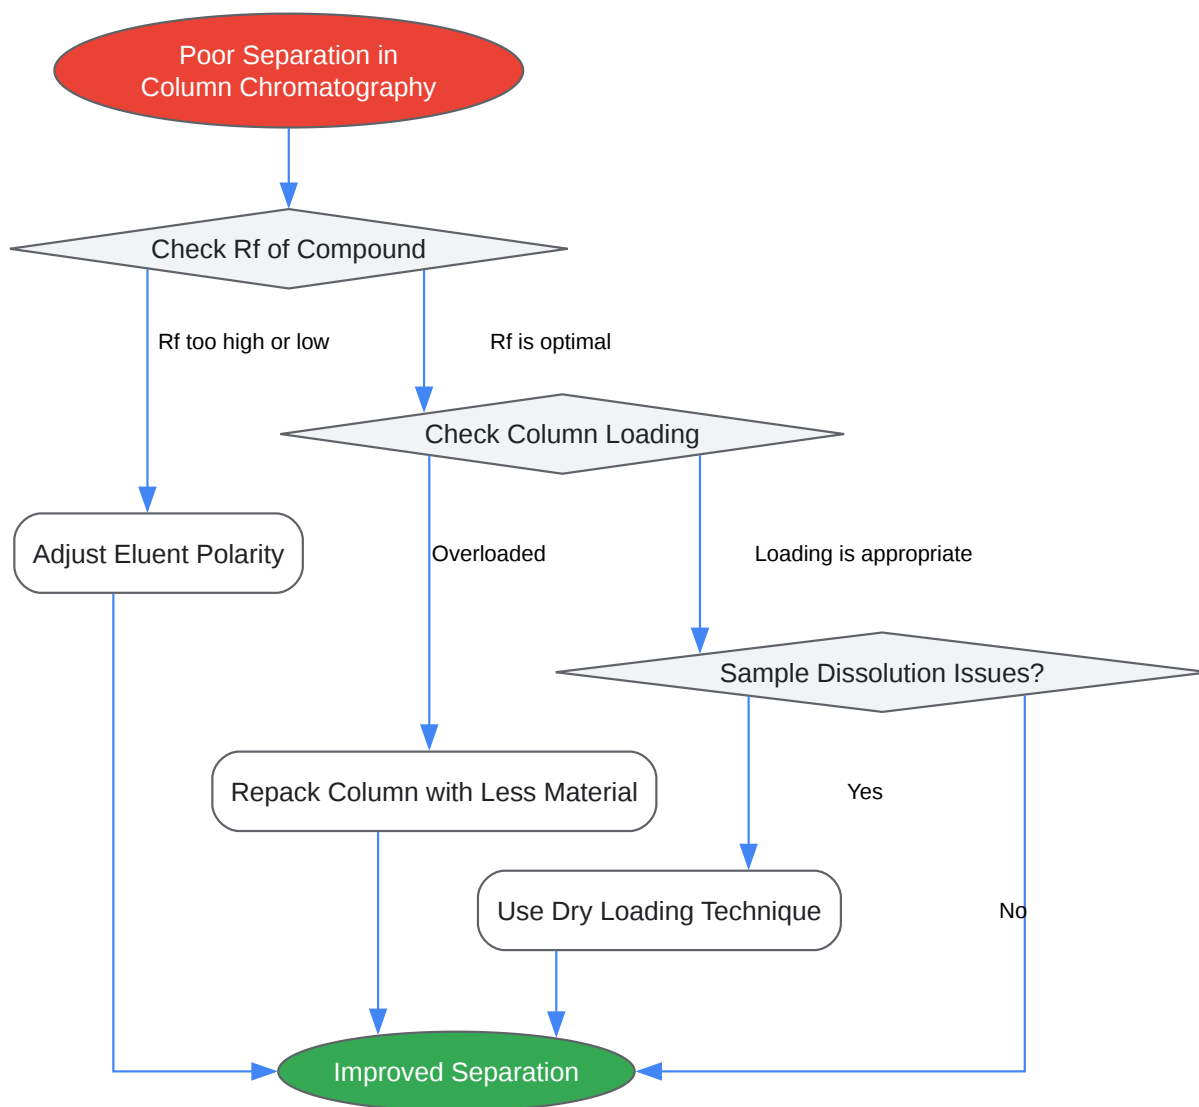 Poor Separation in
Column Chromatography
Check Rf of Compound
Rf too high or low
Rf is optimal
Check Column Loading
Adjust Eluent Polarity
Overloaded
Loading is appropriate
Sample Dissolution Issues?
Repack Column with Less Material
Yes
Use Dry Loading Technique
No
Improved Separation